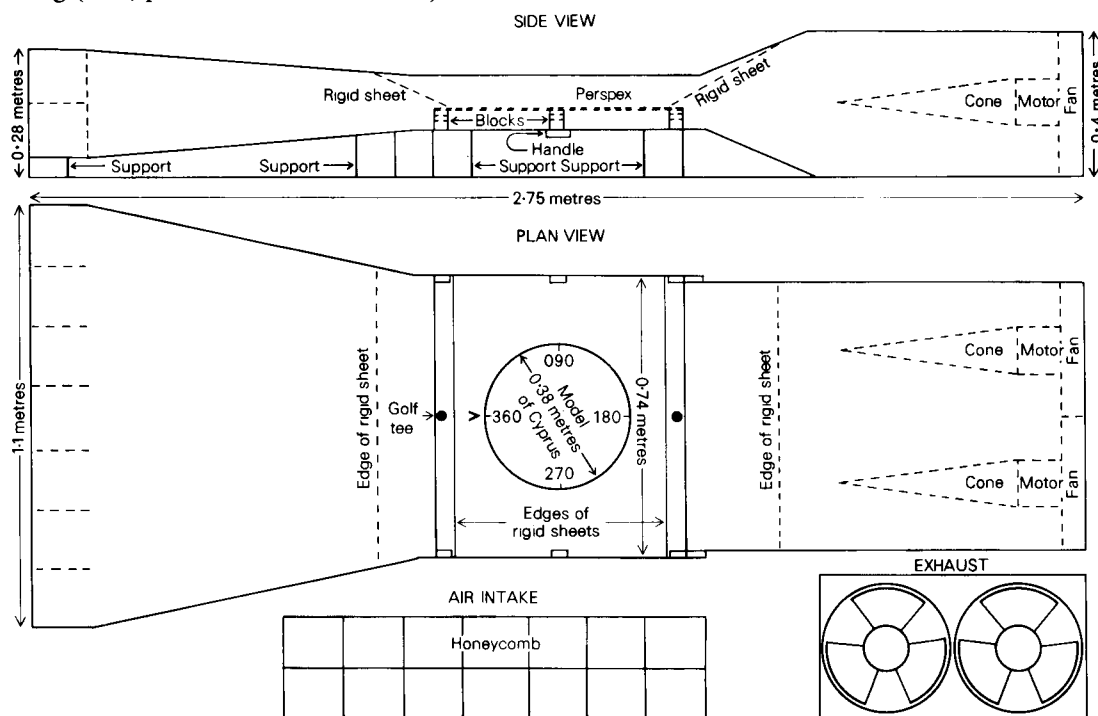 SIDE VIEW
0·28 metres
Rigid sheet
Perspex
Rigid sheet
Blocks
Cone
Motor
Fan
0·4 metres
Handle
Support
Support
Support Support
2·75 metres
PLAN VIEW
1·1 metres
Edge of rigid sheet
Golf
tee
090
360
180
270
Model
0·38 metres
of Cyprus
0·74 metres
Edge of rigid sheet
Cone
Motor
Fan
Cone
Motor
Fan
Edges of
rigid sheets
AIR INTAKE
Honeycomb
EXHAUST